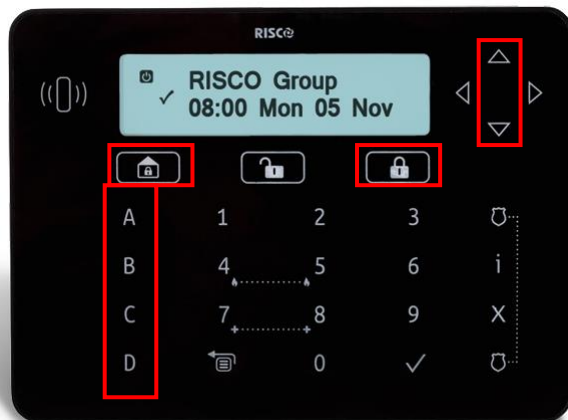 RISCO
RISCO Group
08:00 Mon 05 Nov
A 1 2 3
B 4 5 6 i
C 7 8 9 X
D 0